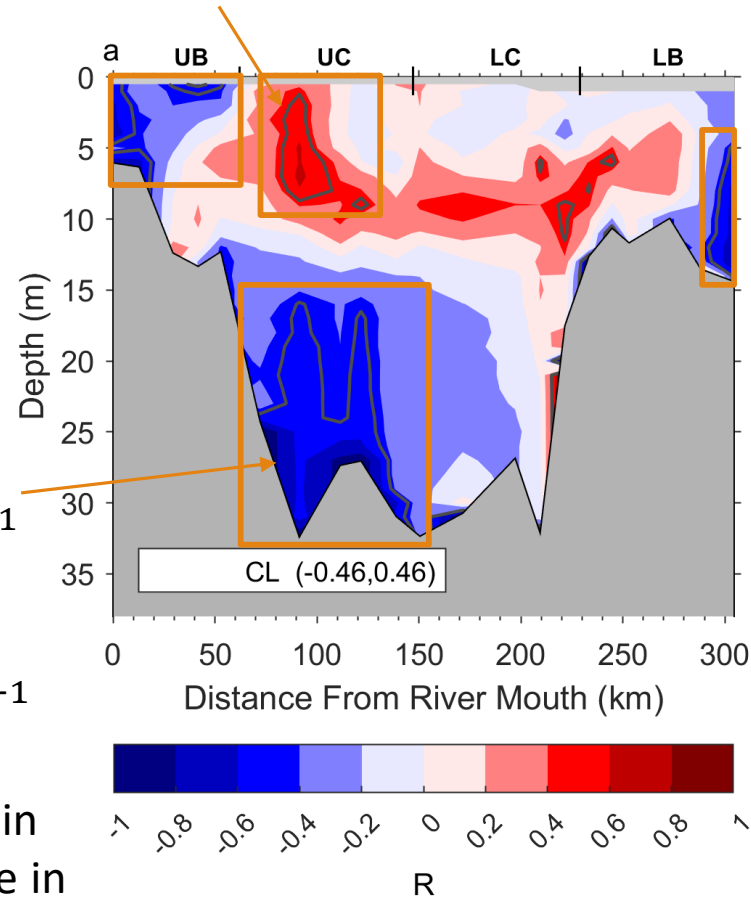 a UB UC LC LB
0
5
10
15
20
25
30
35
Depth (m)
1
CL (-0.46,0.46)
0 50 100 150 200 250 300
Distance From River Mouth (km)
-1
-1 -0.8 -0.6 -0.4 -0.2 0 0.2 0.4 0.6 0.8 1
in
e in
R